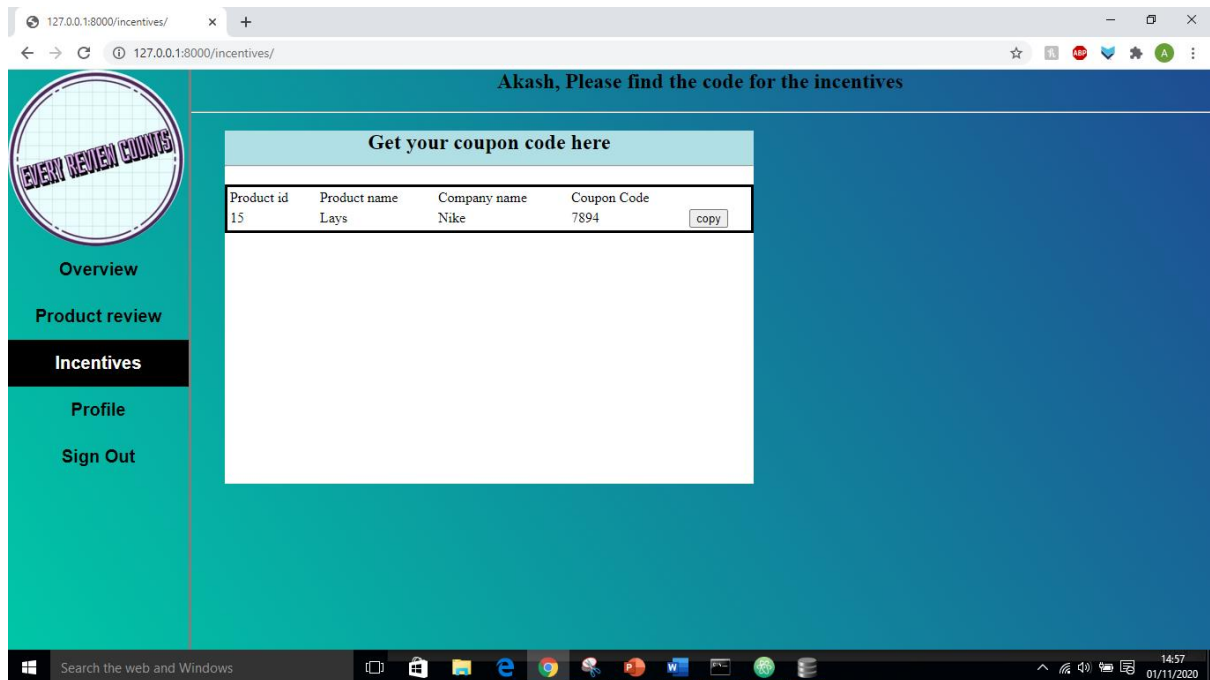 127.0.0.1:8000/incentives/
127.0.0.1:8000/incentives/
ABP
A
EVERY REVIEW COUNTS
Akash, Please find the code for the incentives
Get your coupon code here
Product id Product name Company name Coupon Code
15 Lays Nike 7894 copy
Overview
Product review
Incentives
Profile
Sign Out
Search the web and Windows
14:57
01/11/2020